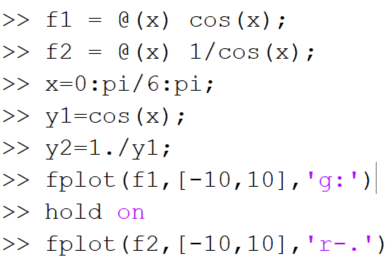 >> f1 = @(x) cos(x);
>> f2 = @(x) 1/cos(x);
>> x=0:pi/6:pi;
>> y1=cos(x);
>> y2=1./y1;
>> fplot(f1,[-10,10],'g:')
>> hold on
>> fplot(f2,[-10,10],'r-.')